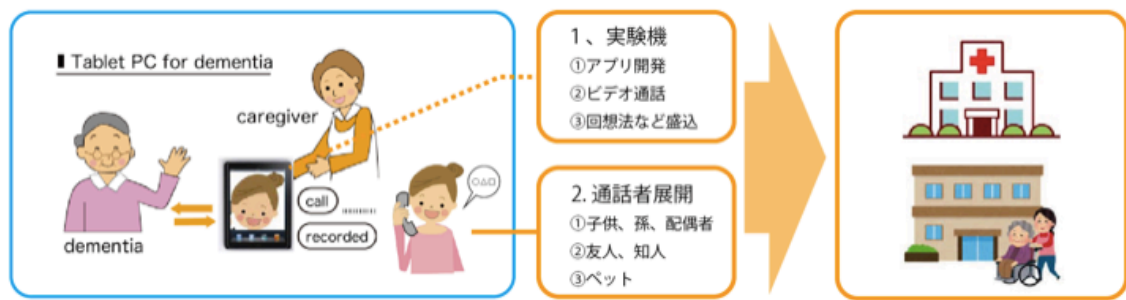 ▮ Tablet PC for dementia
caregiver
dementia
call
recorded
○△□
1、実験機
①アプリ開発
②ビデオ通話
③回想法など盛込
2. 通話者展開
①子供、孫、配偶者
②友人、知人
③ペット